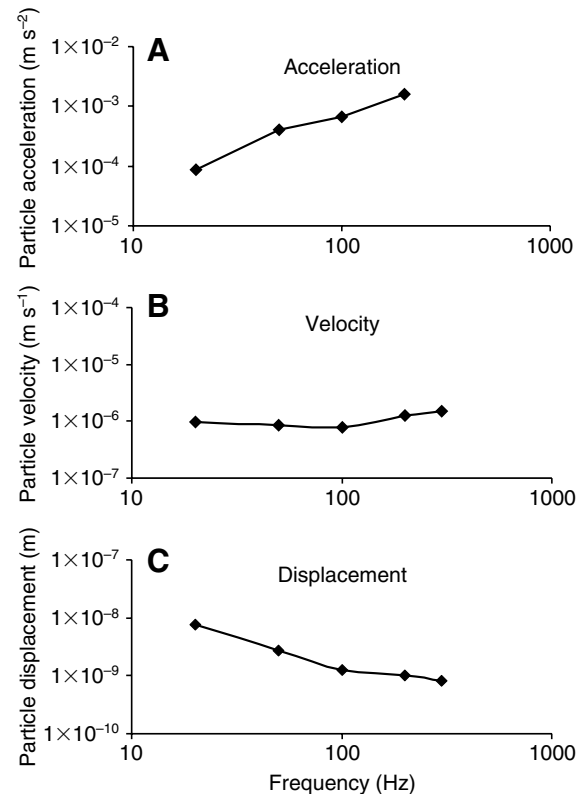 A
Acceleration
Particle acceleration (m s⁻²)
1×10⁻²
1×10⁻³
1×10⁻⁴
1×10⁻⁵
10
100
1000
B
Velocity
Particle velocity (m s⁻¹)
1×10⁻⁴
1×10⁻⁵
1×10⁻⁶
1×10⁻⁷
10
100
1000
C
Displacement
Particle displacement (m)
1×10⁻⁷
1×10⁻⁸
1×10⁻⁹
1×10⁻¹⁰
10
100
1000
Frequency (Hz)